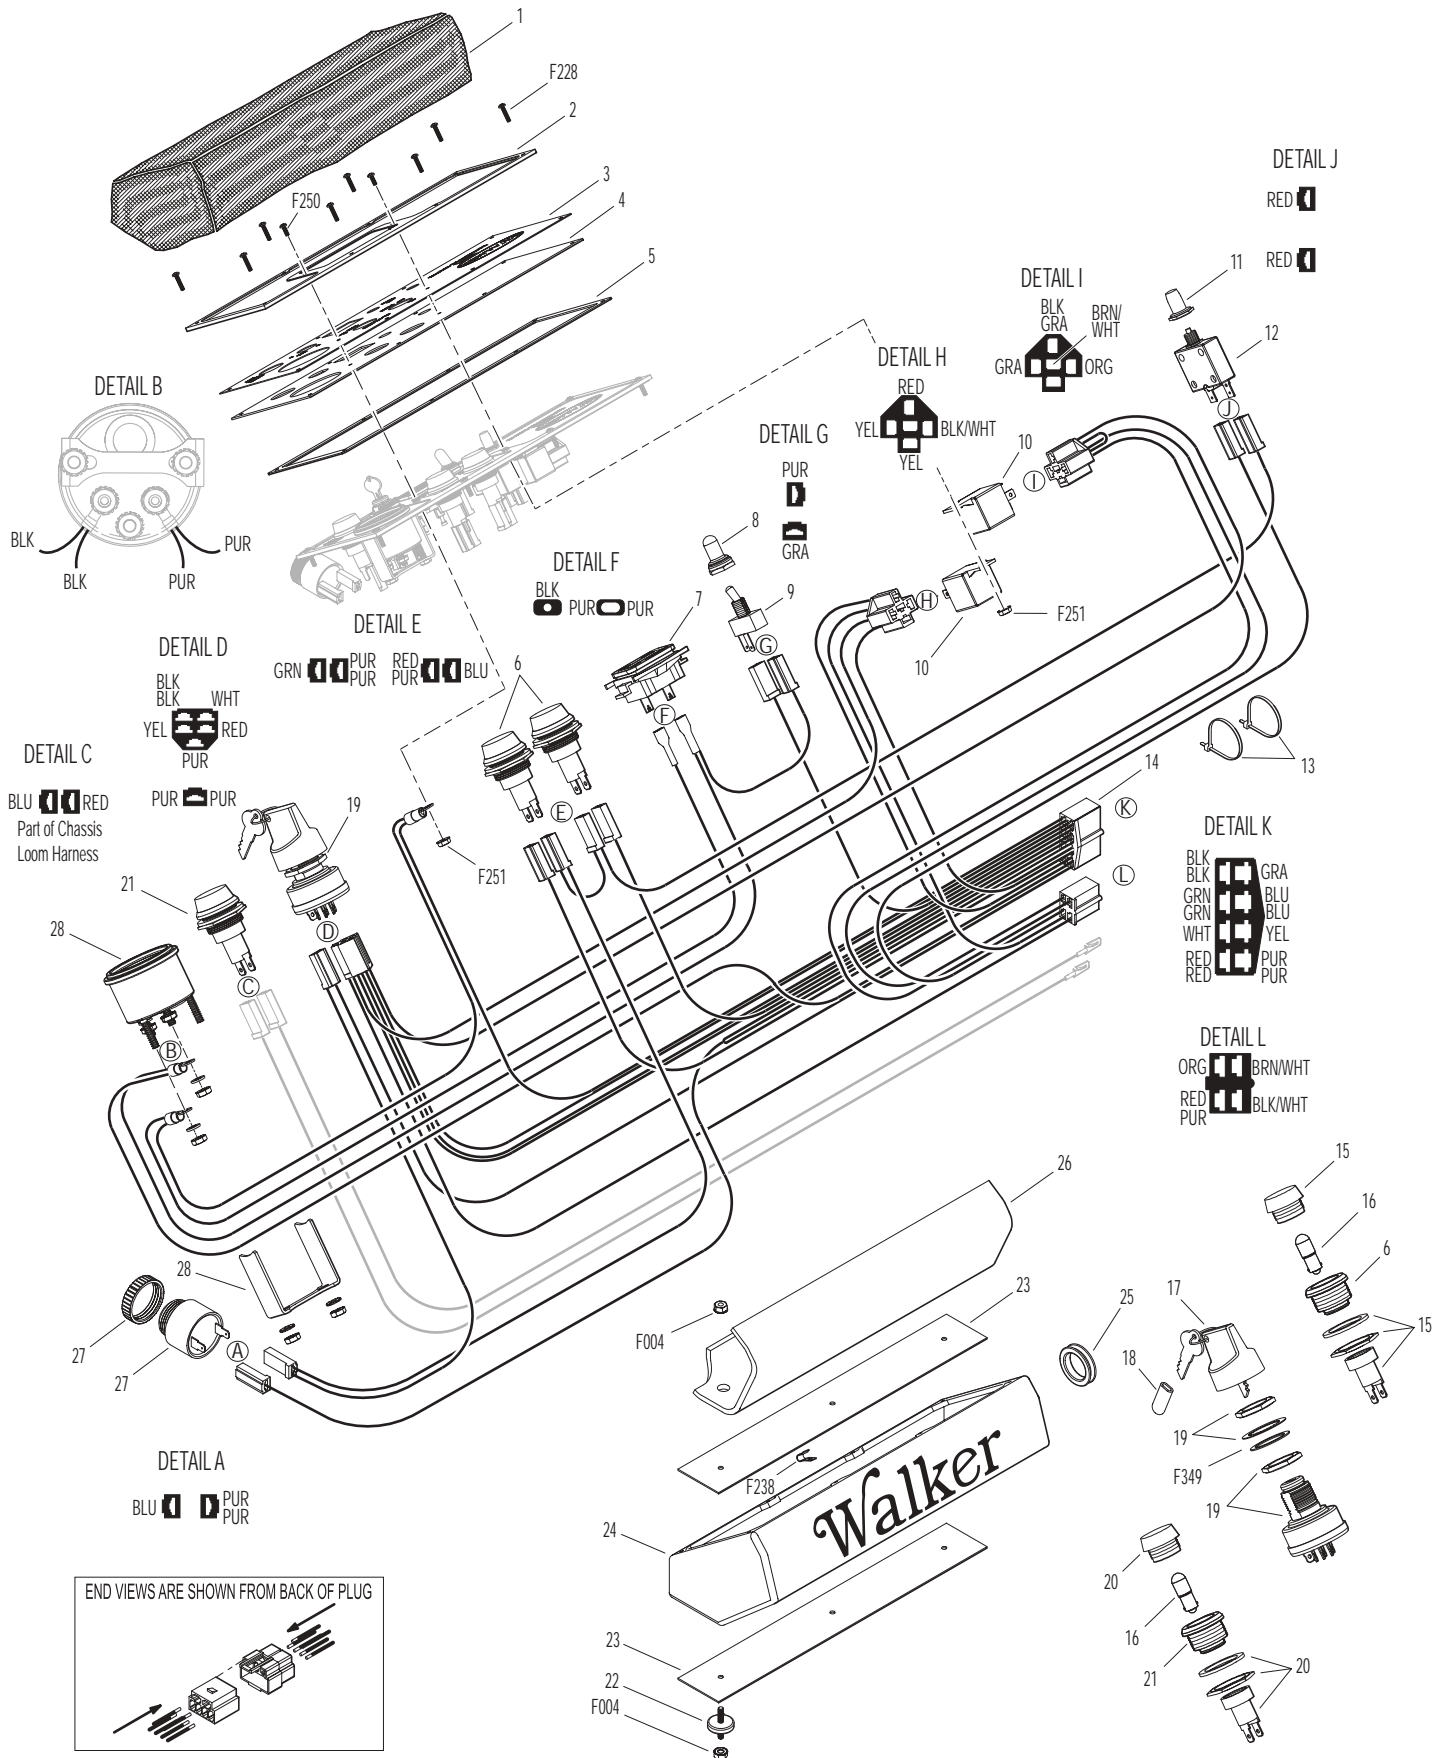 1
F228
2
3
F250
4
5
DETAIL J
RED
RED
11
12
J
DETAIL I
BLK
GRA
BRN/
WHT
GRA
ORG
DETAIL H
RED
YEL
BLK/WHT
YEL
10
I
DETAIL B
BLK
BLK
PUR
PUR
DETAIL G
PUR
GRA
8
9
G
DETAIL F
BLK
PUR
PUR
7
F
H
10
F251
DETAIL E
GRN
PUR
PUR
RED
PUR
BLU
6
E
DETAIL D
BLK
BLK
WHT
YEL
RED
PUR
PUR
PUR
DETAIL C
BLU
RED
Part of Chassis
Loom Harness
19
D
F251
21
C
28
B
13
14
K
L
DETAIL K
BLK
BLK
GRA
GRN
GRN
BLU
BLU
WHT
YEL
RED
RED
PUR
PUR
DETAIL L
ORG
BRN/WHT
RED
PUR
BLK/WHT
26
15
16
6
15
17
18
19
F349
19
28
27
27
A
F004
23
25
DETAIL A
BLU
PUR
PUR
F238
Walker
24
20
16
21
20
23
22
F004
END VIEWS ARE SHOWN FROM BACK OF PLUG